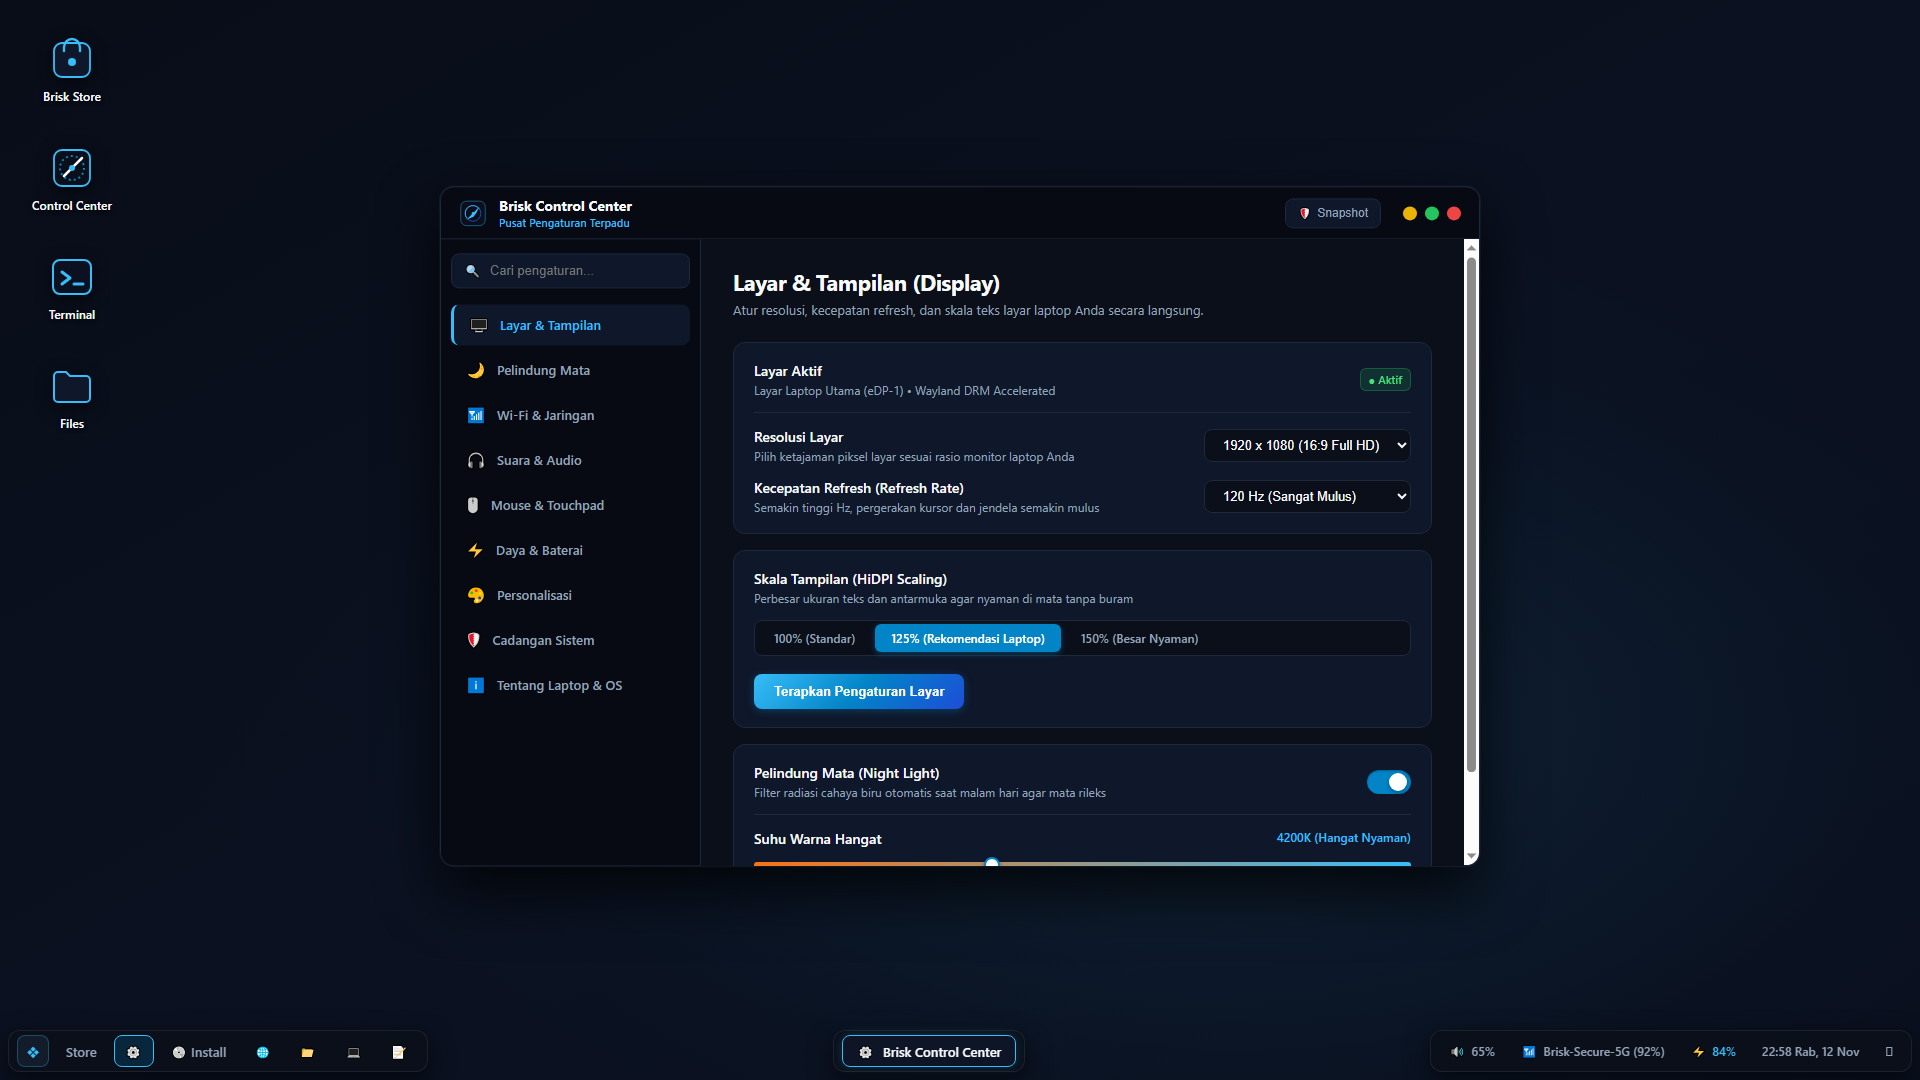 Brisk Store
Control Center
Terminal
Files
Brisk Control Center
Pusat Pengaturan Terpadu
Snapshot
Cari pengaturan...
Layar & Tampilan
Pelindung Mata
Wi-Fi & Jaringan
Suara & Audio
Mouse & Touchpad
Daya & Baterai
Personalisasi
Cadangan Sistem
Tentang Laptop & OS
Layar & Tampilan (Display)
Atur resolusi, kecepatan refresh, dan skala teks layar laptop Anda secara langsung.
Layar Aktif
Layar Laptop Utama (eDP-1) • Wayland DRM Accelerated
● Aktif
Resolusi Layar
Pilih ketajaman piksel layar sesuai rasio monitor laptop Anda
1920 x 1080 (16:9 Full HD)
Kecepatan Refresh (Refresh Rate)
Semakin tinggi Hz, pergerakan kursor dan jendela semakin mulus
120 Hz (Sangat Mulus)
Skala Tampilan (HiDPI Scaling)
Perbesar ukuran teks dan antarmuka agar nyaman di mata tanpa buram
100% (Standar)
125% (Rekomendasi Laptop)
150% (Besar Nyaman)
Terapkan Pengaturan Layar
Pelindung Mata (Night Light)
Filter radiasi cahaya biru otomatis saat malam hari agar mata rileks
Suhu Warna Hangat
4200K (Hangat Nyaman)
Store
Install
Brisk Control Center
65%
Brisk-Secure-5G (92%)
84%
22:58 Rab, 12 Nov